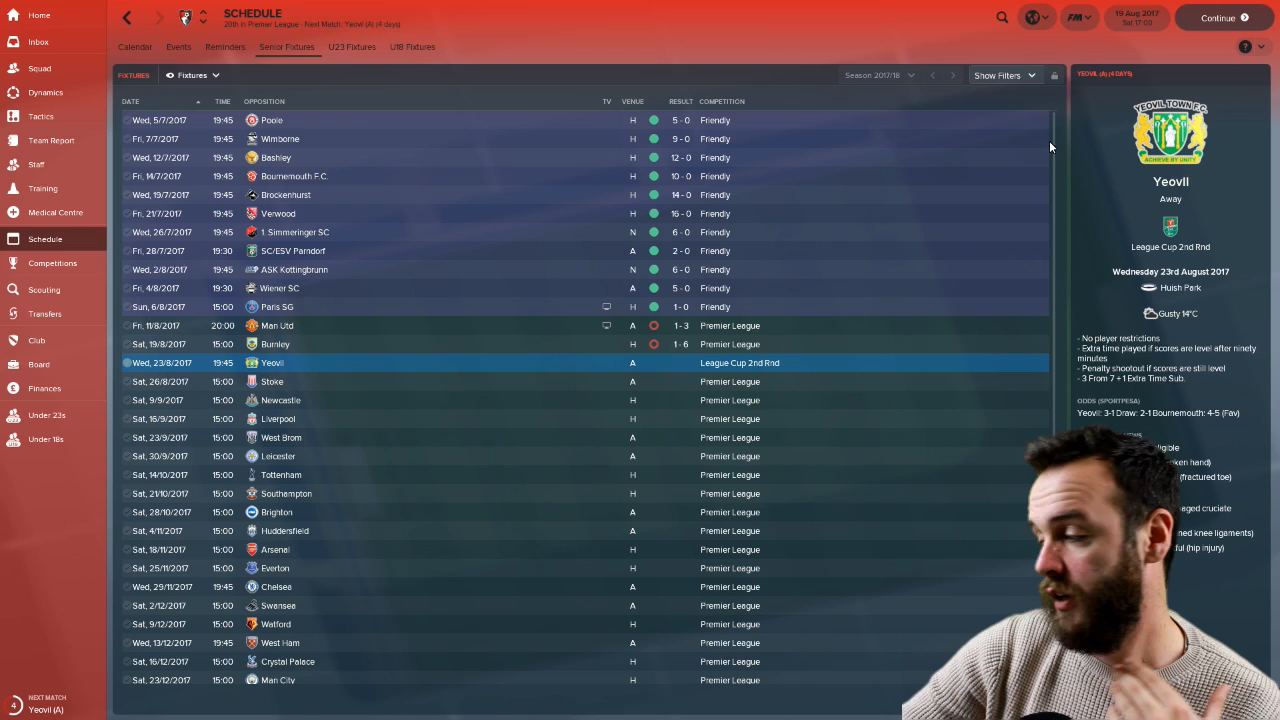 Home
SCHEDULE
20th in Premier League - Next Match: Yeovil (A) (4 days)
FM
19 Aug 2017
Sat 17:00
Continue
Inbox
Squad
Dynamics
Tactics
Team Report
Staff
Training
Medical Centre
Schedule
Competitions
Scouting
Transfers
Club
Board
Finances
Under 23s
Under 18s
4
NEXT MATCH
Yeovil (A)
Calendar Events Reminders Senior Fixtures U23 Fixtures U18 Fixtures
?
FIXTURES Fixtures Season 2017/18 Show Filters
DATE TIME OPPOSITION TV VENUE RESULT COMPETITION
Wed, 5/7/2017 19:45 Poole H 5 - 0 Friendly
Fri, 7/7/2017 19:45 Wimborne H 9 - 0 Friendly
Wed, 12/7/2017 19:45 Bashley H 12 - 0 Friendly
Fri, 14/7/2017 19:45 Bournemouth F.C. H 10 - 0 Friendly
Wed, 19/7/2017 19:45 Brockenhurst H 14 - 0 Friendly
Fri, 21/7/2017 19:45 Verwood H 16 - 0 Friendly
Wed, 26/7/2017 19:45 1. Simmeringer SC N 6 - 0 Friendly
Fri, 28/7/2017 19:30 SC/ESV Parndorf A 2 - 0 Friendly
Wed, 2/8/2017 19:45 ASK Kottingbrunn N 6 - 0 Friendly
Fri, 4/8/2017 19:30 Wiener SC A 5 - 0 Friendly
Sun, 6/8/2017 15:00 Paris SG H 1 - 0 Friendly
Fri, 11/8/2017 20:00 Man Utd A 1 - 3 Premier League
Sat, 19/8/2017 15:00 Burnley H 1 - 6 Premier League
Wed, 23/8/2017 19:45 Yeovil A League Cup 2nd Rnd
Sat, 26/8/2017 15:00 Stoke A Premier League
Sat, 9/9/2017 15:00 Newcastle H Premier League
Sat, 16/9/2017 15:00 Liverpool H Premier League
Sat, 23/9/2017 15:00 West Brom A Premier League
Sat, 30/9/2017 15:00 Leicester A Premier League
Sat, 14/10/2017 15:00 Tottenham H Premier League
Sat, 21/10/2017 15:00 Southampton H Premier League
Sat, 28/10/2017 15:00 Brighton A Premier League
Sat, 4/11/2017 15:00 Huddersfield A Premier League
Sat, 18/11/2017 15:00 Arsenal H Premier League
Sat, 25/11/2017 15:00 Everton H Premier League
Wed, 29/11/2017 19:45 Chelsea A Premier League
Sat, 2/12/2017 15:00 Swansea A Premier League
Sat, 9/12/2017 15:00 Watford H Premier League
Wed, 13/12/2017 19:45 West Ham A Premier League
Sat, 16/12/2017 15:00 Crystal Palace H Premier League
Sat, 23/12/2017 15:00 Man City H Premier League
YEOVIL (A) (4 DAYS)
YEOVIL TOWN F.C.
ACHIEVE BY UNITY
Yeovil
Away
League Cup 2nd Rnd
Wednesday 23rd August 2017
Huish Park
Gusty 14°C
- No player restrictions
- Extra time played if scores are level after ninety
minutes
- Penalty shootout if scores are still level
- 3 From 7 + 1 Extra Time Sub.
ODDS (SPORTPESA)
Yeovil: 3-1 Draw: 2-1 Bournemouth: 4-5 (Fav)
(fractured toe)
cruciate
knee ligaments)
(hip injury)